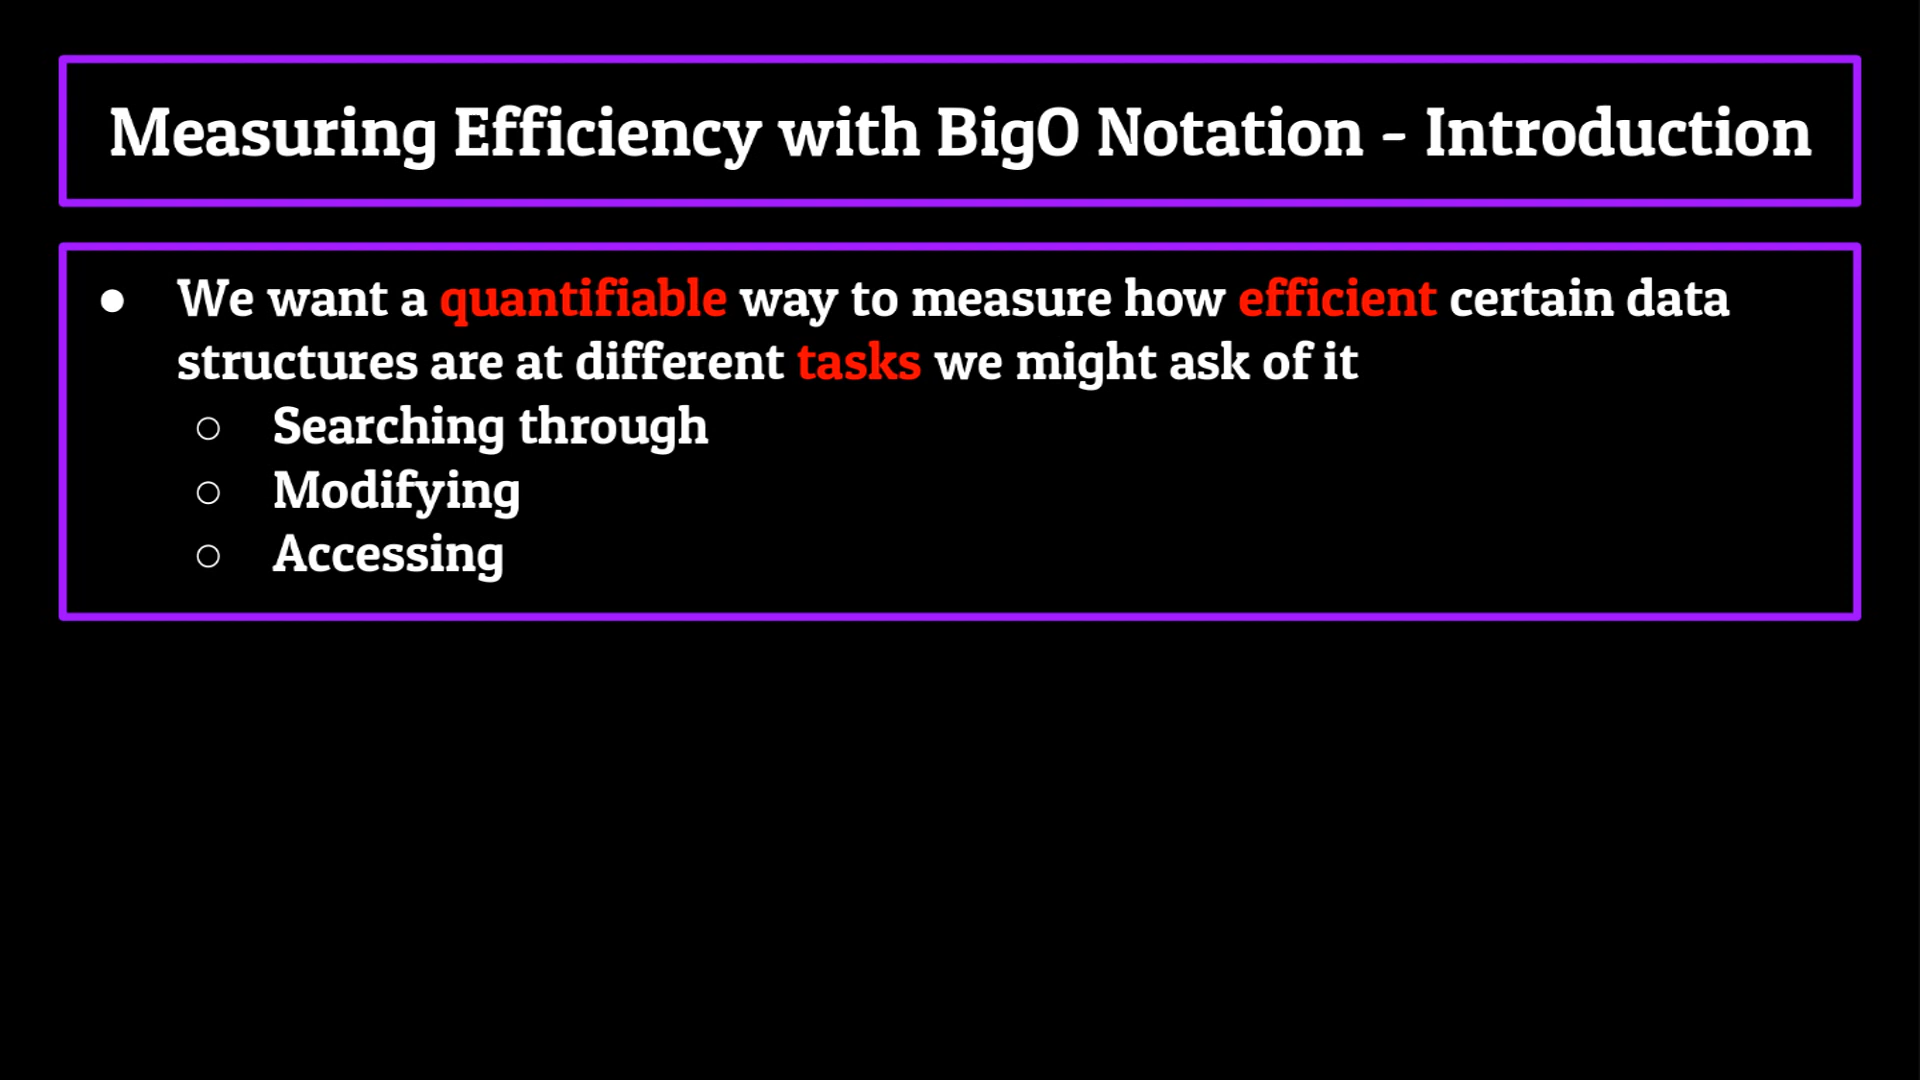 Measuring Efficiency with BigO Notation - Introduction
● We want a quantifiable way to measure how efficient certain data
structures are at different tasks we might ask of it
○ Searching through
○ Modifying
○ Accessing